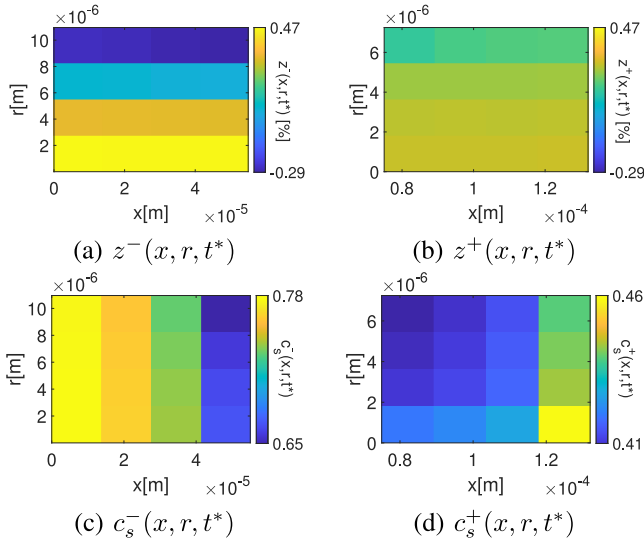 ×10⁻⁶
10
8
6
4
2
r[m]
0
2
4
x[m]
×10⁻⁵
0.47
-0.29
z⁻(x,r,t*) [%]
(a) z⁻(x, r, t*)
×10⁻⁶
6
4
2
0
r[m]
0.8
1
1.2
x[m]
×10⁻⁴
0.47
-0.29
z⁺(x,r,t*) [%]
(b) z⁺(x, r, t*)
×10⁻⁶
10
8
6
4
2
r[m]
0
2
4
x[m]
×10⁻⁵
0.78
0.65
c⁻ₛ(x,r,t*)
(c) c⁻ₛ(x, r, t*)
×10⁻⁶
6
4
2
0
r[m]
0.8
1
1.2
x[m]
×10⁻⁴
0.46
0.41
c⁺ₛ(x,r,t*)
(d) c⁺ₛ(x, r, t*)